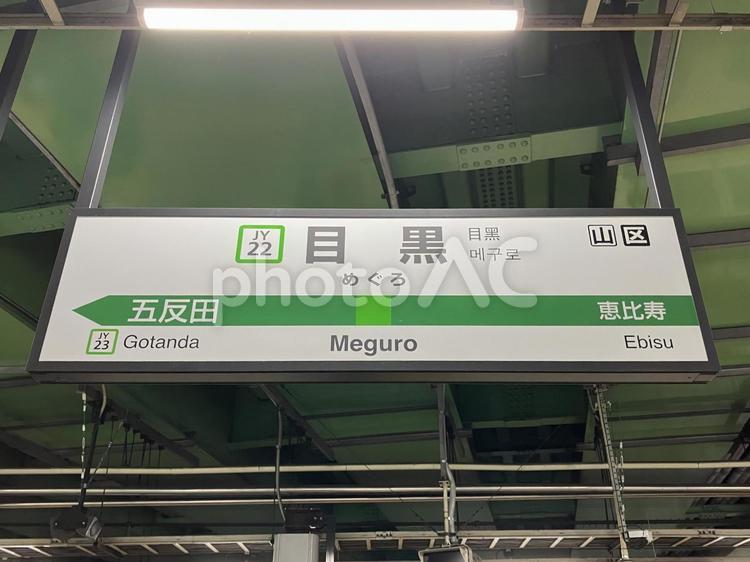 JY
22
目黒
目黑
메구로
山 区
めぐろ
五反田
恵比寿
JY
23
Gotanda
Meguro
Ebisu
photoAC